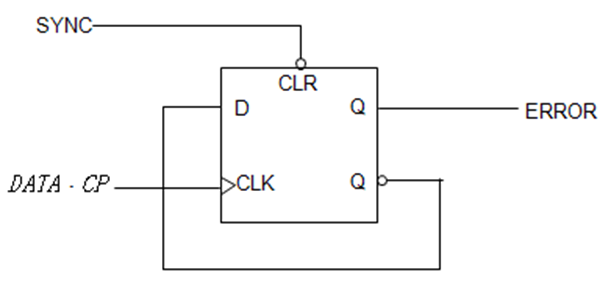 SYNC
CLR
D
Q
ERROR
DATA - CP
CLK
Q